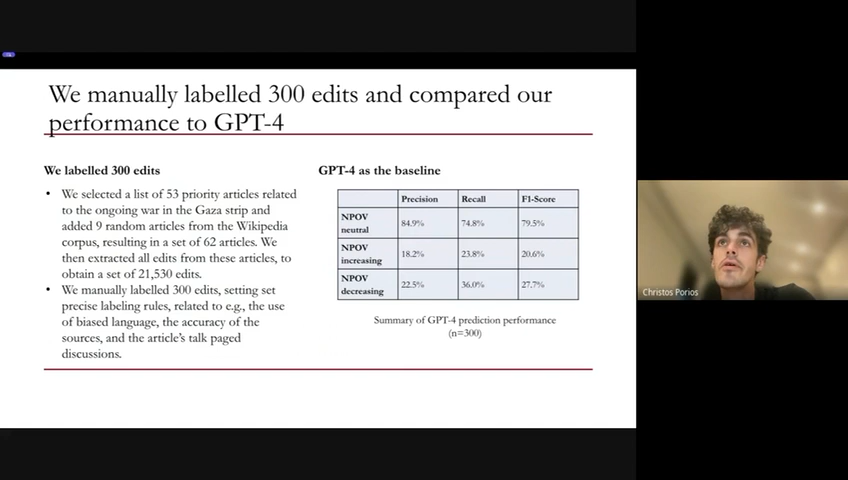 We manually labelled 300 edits and compared our
performance to GPT-4
We labelled 300 edits
• We selected a list of 53 priority articles related
to the ongoing war in the Gaza strip and
added 9 random articles from the Wikipedia
corpus, resulting in a set of 62 articles. We
then extracted all edits from these articles, to
obtain a set of 21,530 edits.
• We manually labelled 300 edits, setting set
precise labeling rules, related to e.g., the use
of biased language, the accuracy of the
sources, and the article's talk paged
discussions.
GPT-4 as the baseline
Precision Recall F1-Score
NPOV
neutral 84.9% 74.8% 79.5%
NPOV
increasing 18.2% 23.8% 20.6%
NPOV
decreasing 22.5% 36.0% 27.7%
Summary of GPT-4 prediction performance
(n=300)
Christos Porios